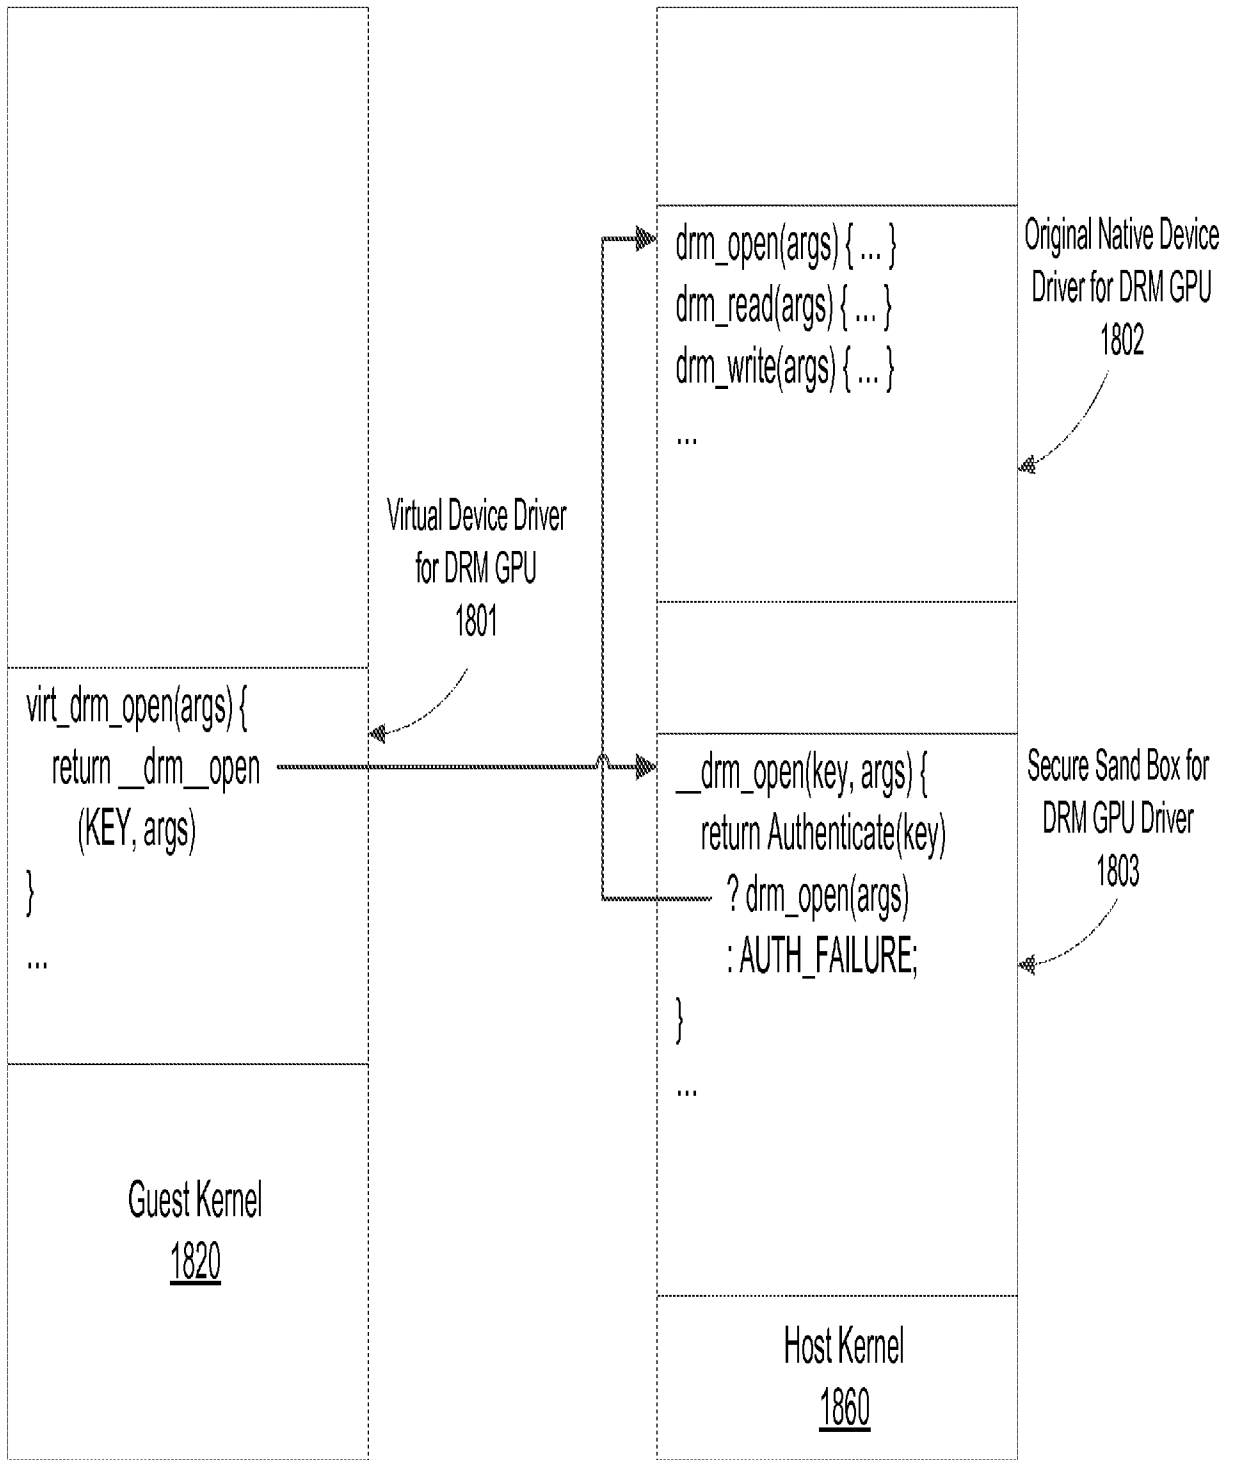 drm_open(args) { ... }
drm_read(args) { ... }
drm_write(args) { ... }
...
Original Native Device
Driver for DRM GPU
1802
Virtual Device Driver
for DRM GPU
1801
virt_drm_open(args) {
return __drm__open
(KEY, args)
}
...
__drm_open(key, args) {
return Authenticate(key)
? drm_open(args)
: AUTH_FAILURE;
}
...
Secure Sand Box for
DRM GPU Driver
1803
Guest Kernel
1820
Host Kernel
1860